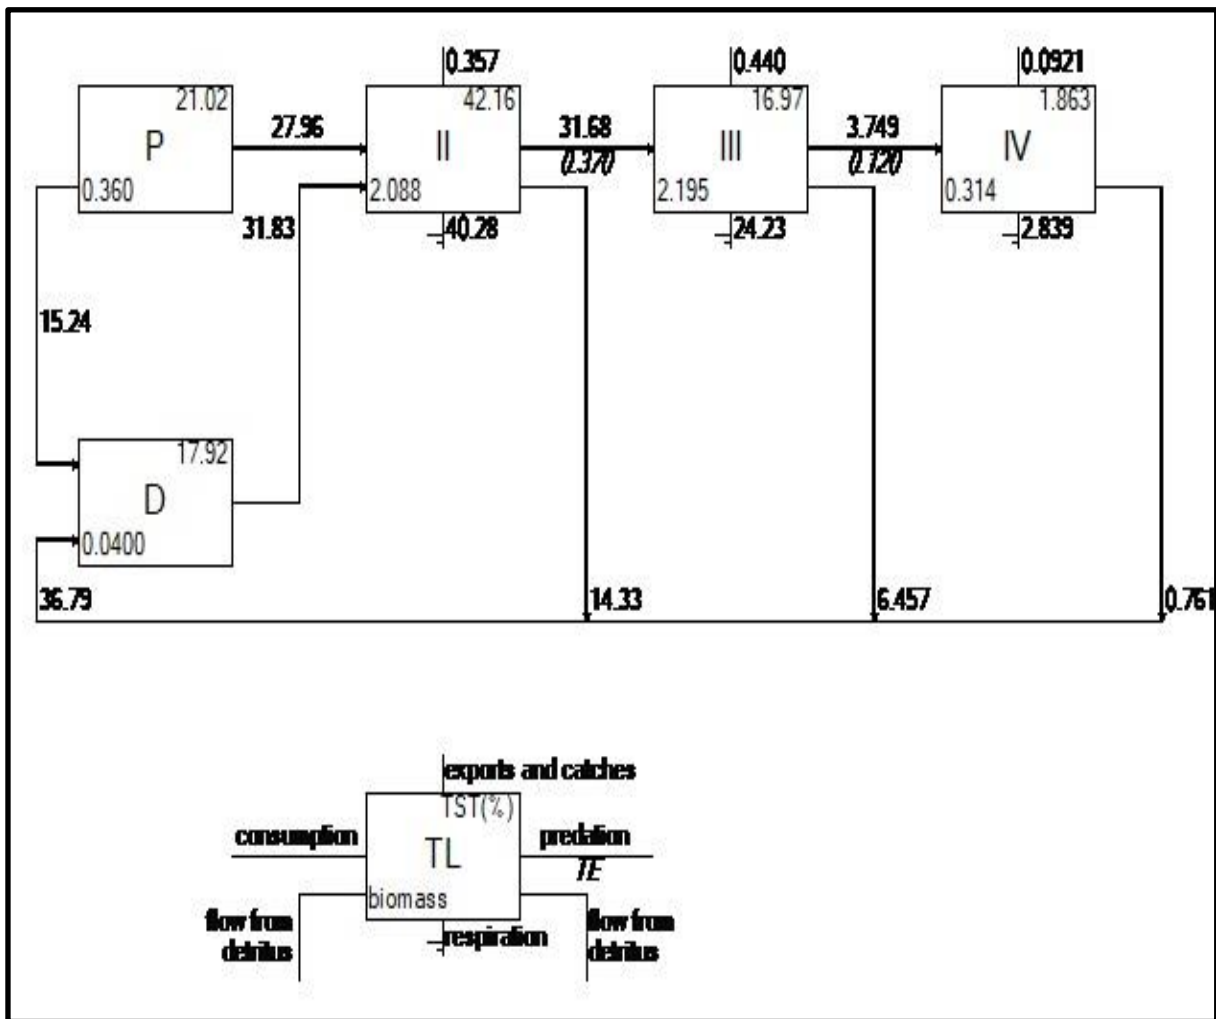 0.357
0.440
0.0921
21.02
42.16
16.97
1.863
27.96
31.68
3.749
P
II
III
IV
0.370
0.120
0.360
2.088
2.195
0.314
31.83
40.28
24.23
2.839
15.24
17.92
D
0.0400
36.79
14.33
6.457
0.761
exports and catches
TST(%)
consumption
predation
TL
TE
biomass
flow from
detritus
respiration
flow from
detritus